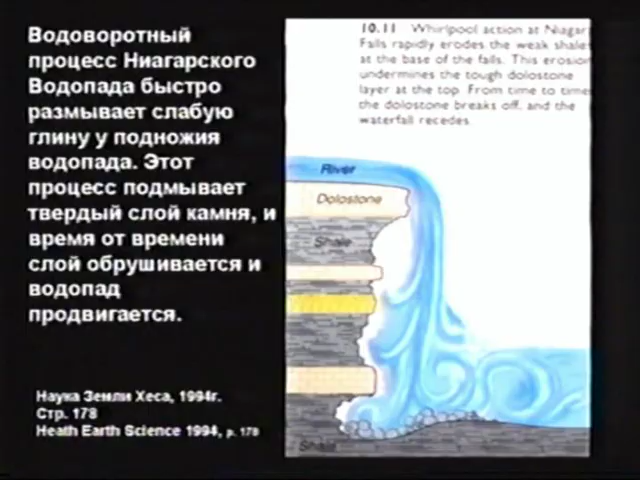 Водоворотный
процесс Ниагарского
Водопада быстро
размывает слабую
глину у подножия
водопада. Этот
процесс подмывает
твердый слой камня, и
время от времени
слой обрушивается и
водопад
продвигается.
Наука Земли Хеса, 1994г.
Стр. 178
Heath Earth Science 1994, p. 178
10.11 Whirlpool action at Niagar
Falls rapidly erodes the weak shale
at the base of the falls. This erosion
undermines the tough dolostone
layer at the top. From time to time
the dolostone breaks off, and the
waterfall recedes.
River
Dolostone
Shale
Shale